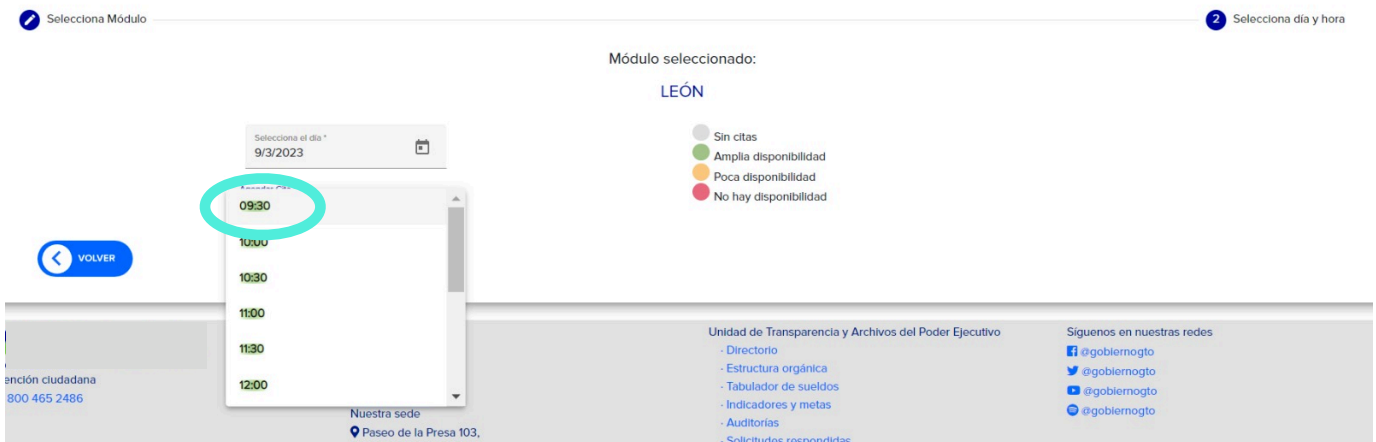 Selecciona Módulo
2 Selecciona día y hora
Módulo seleccionado:
LEÓN
Selecciona el día *
9/3/2023
Sin citas
Amplia disponibilidad
Poca disponibilidad
No hay disponibilidad
09:30
10:00
10:30
11:00
11:30
12:00
VOLVER
ención ciudadana
800 465 2486
Nuestra sede
Paseo de la Presa 103,
Unidad de Transparencia y Archivos del Poder Ejecutivo
- Directorio
- Estructura orgánica
- Tabulador de sueldos
- Indicadores y metas
- Auditorías
- Solicitudes respondidas
Síguenos en nuestras redes
@gobiernogto
@gobiernogto
@gobiernogto
@gobiernogto